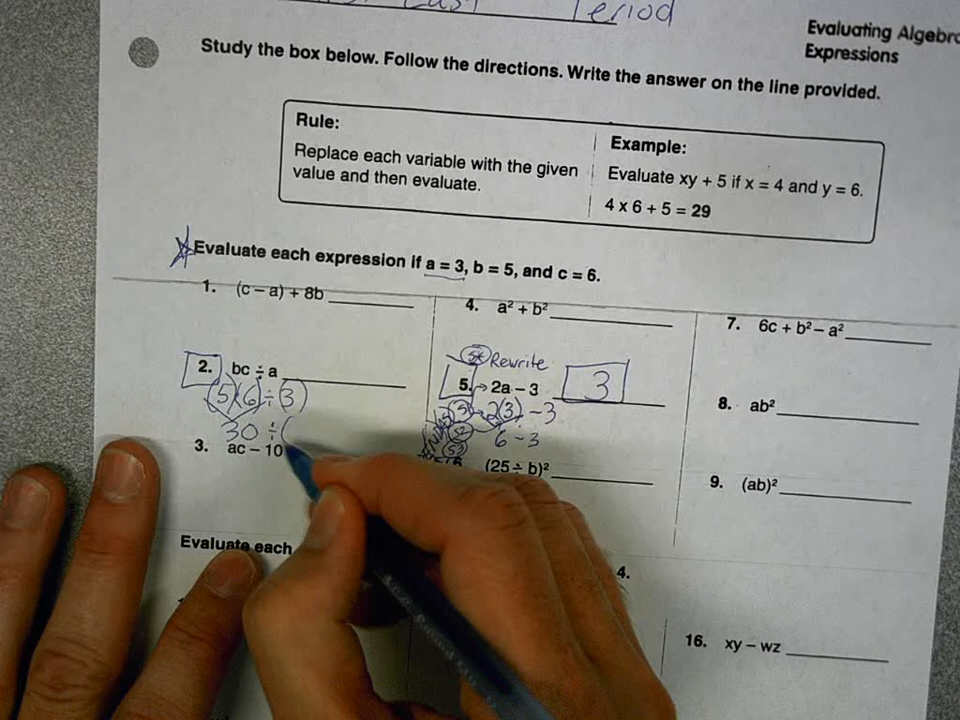 Period
Evaluating Algebra
Expressions
Study the box below. Follow the directions. Write the answer on the line provided.
Rule:
Replace each variable with the given
value and then evaluate.
Example:
Evaluate xy + 5 if x = 4 and y = 6.
4 x 6 + 5 = 29
Evaluate each expression if a = 3, b = 5, and c = 6.
1. (c – a) + 8b
2. bc ÷ a
(5)(6) ÷ (3)
30 ÷ (
3. ac – 10
4. a² + b²
Rewrite
5. → 2a – 3 3
2(3) – 3
6 – 3
(25 ÷ b)²
7. 6c + b² – a²
8. ab²
9. (ab)²
Evaluate each
4.
16. xy – wz